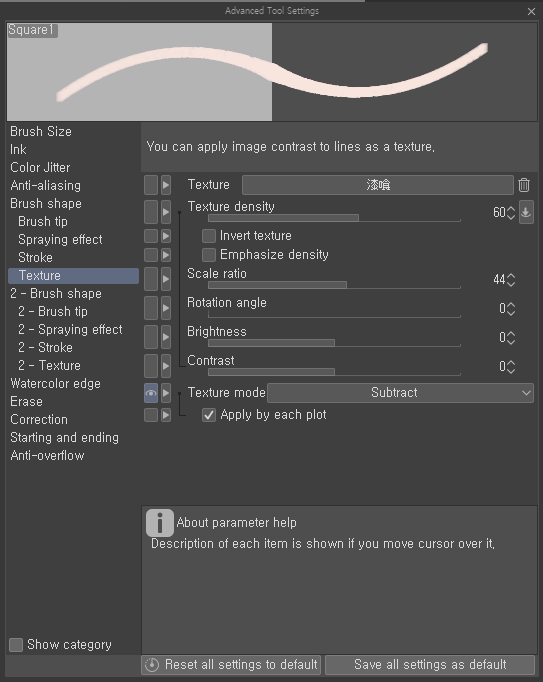 Advanced Tool Settings
Square1
Brush Size
Ink
Color Jitter
Anti-aliasing
Brush shape
Brush tip
Spraying effect
Stroke
Texture
2 - Brush shape
2 - Brush tip
2 - Spraying effect
2 - Stroke
2 - Texture
Watercolor edge
Erase
Correction
Starting and ending
Anti-overflow
Show category
You can apply image contrast to lines as a texture.
Texture 漆喰
Texture density 60
Invert texture
Emphasize density
Scale ratio 44
Rotation angle 0
Brightness 0
Contrast 0
Texture mode Subtract
Apply by each plot
About parameter help
Description of each item is shown if you move cursor over it.
Reset all settings to default
Save all settings as default